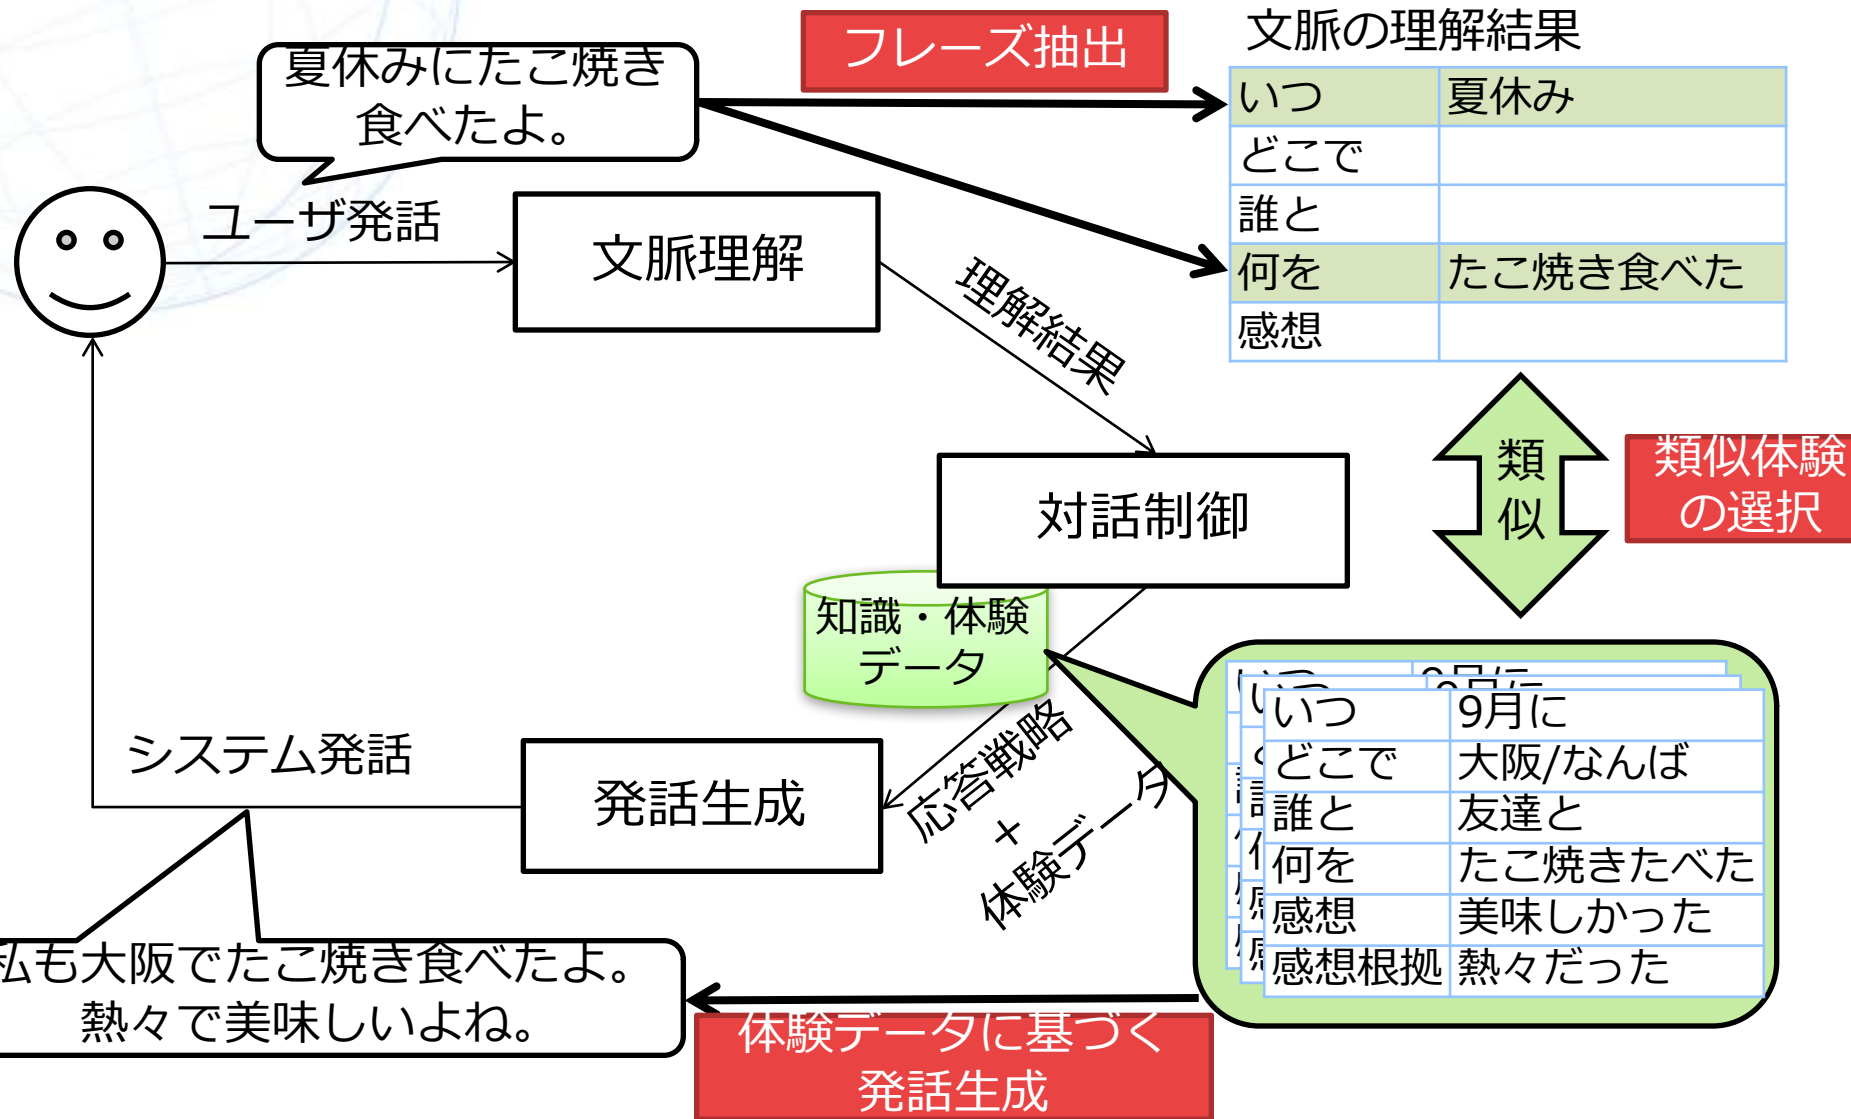 フレーズ抽出
文脈の理解結果
夏休みにたこ焼き
食べたよ。
いつ 夏休み
どこで
誰と
何を たこ焼き食べた
感想
ユーザ発話
文脈理解
理解結果
類
似
類似体験
の選択
対話制御
知識・体験
データ
いつ 9月に
どこで 大阪/なんば
誰と 友達と
何を たこ焼きたべた
感想 美味しかった
感想根拠 熱々だった
応答戦略
+
体験データ
システム発話
発話生成
私も大阪でたこ焼き食べたよ。
熱々で美味しいよね。
体験データに基づく
発話生成